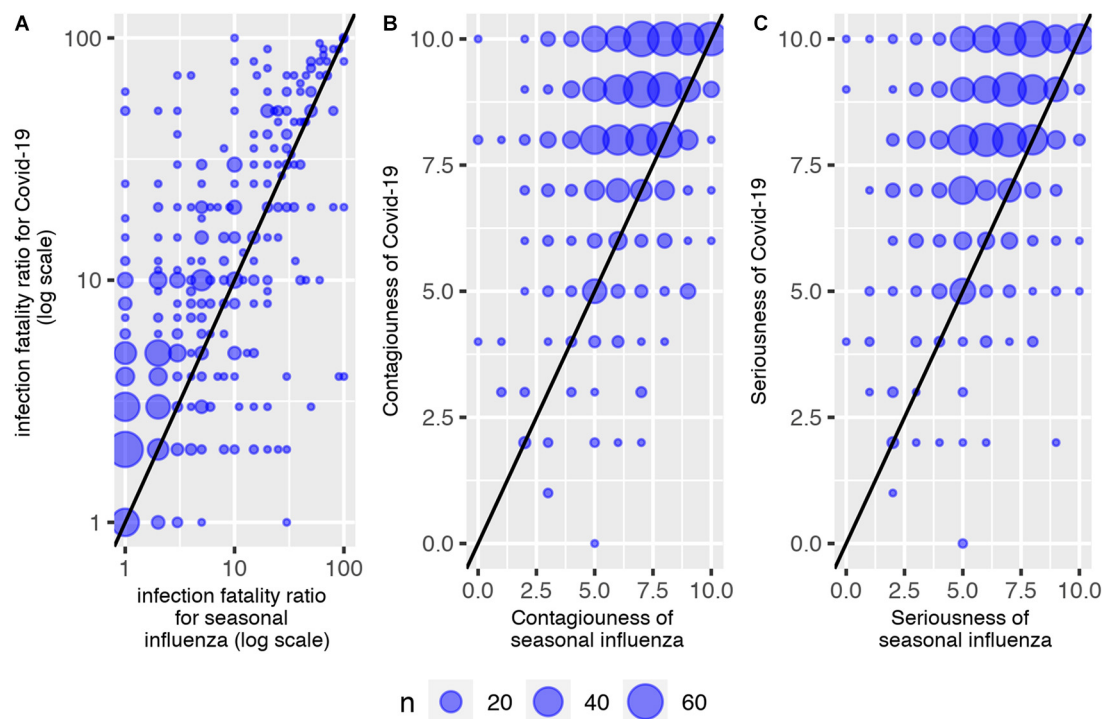 A
infection fatality ratio for Covid-19
(log scale)
100
10
1
1 10 100
infection fatality ratio
for seasonal
influenza (log scale)
B
Contagiouness of Covid-19
10.0
7.5
5.0
2.5
0.0
0.0 2.5 5.0 7.5 10.0
Contagiouness of
seasonal influenza
C
Seriousness of Covid-19
10.0
7.5
5.0
2.5
0.0
0.0 2.5 5.0 7.5 10.0
Seriousness of
seasonal influenza
n 20 40 60